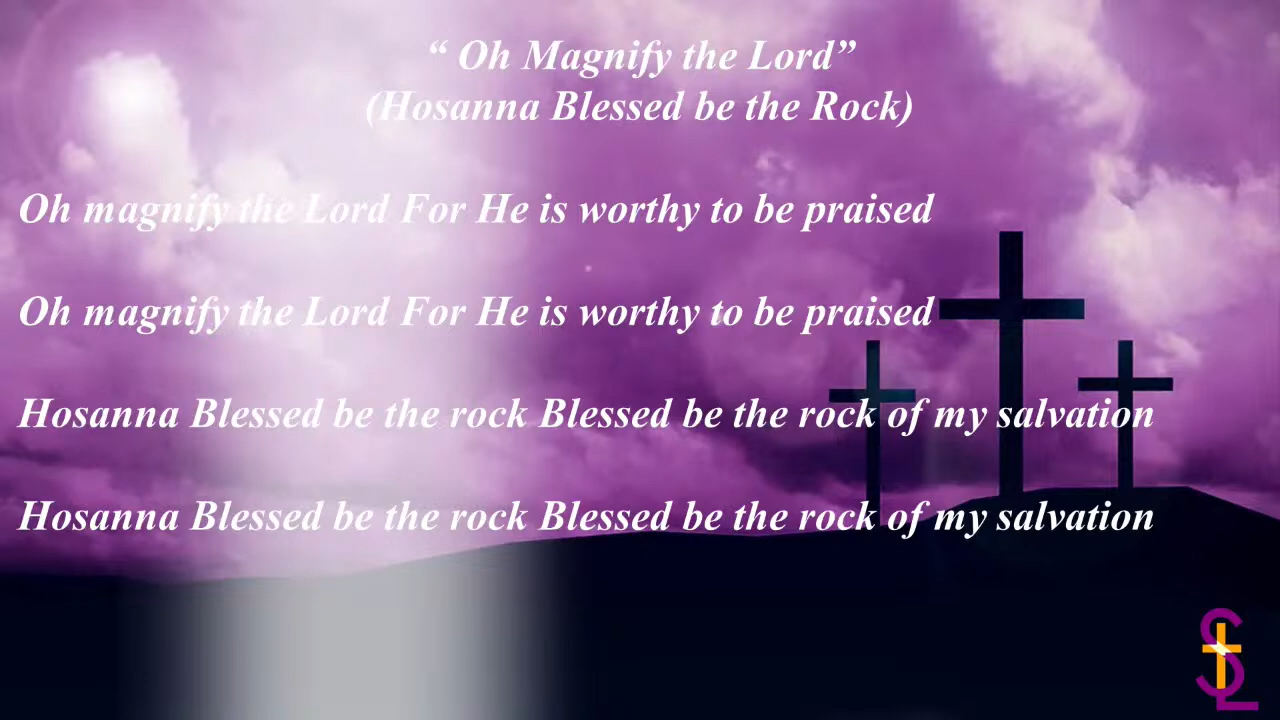 “ Oh Magnify the Lord”
(Hosanna Blessed be the Rock)
Oh magnify the Lord For He is worthy to be praised
Oh magnify the Lord For He is worthy to be praised
Hosanna Blessed be the rock Blessed be the rock of my salvation
Hosanna Blessed be the rock Blessed be the rock of my salvation
SL